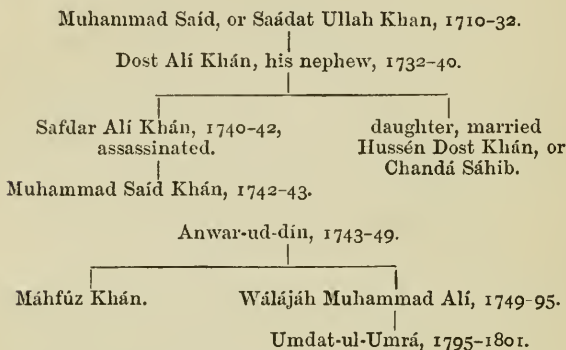 Muhammad Saíd, or Saádat Ullah Khan, 1710-32.
Dost Alí Khán, his nephew, 1732-40.
Safdar Alí Khán, 1740-42,
assassinated.
daughter, married
Hussén Dost Khán, or
Chandá Sáhib.
Muhammad Saíd Khán, 1742-43.
Anwar-ud-dín, 1743-49.
Máhfúz Khán.
Wálájáh Muhammad Alí, 1749-95.
Umdat-ul-Umrá, 1795-1801.